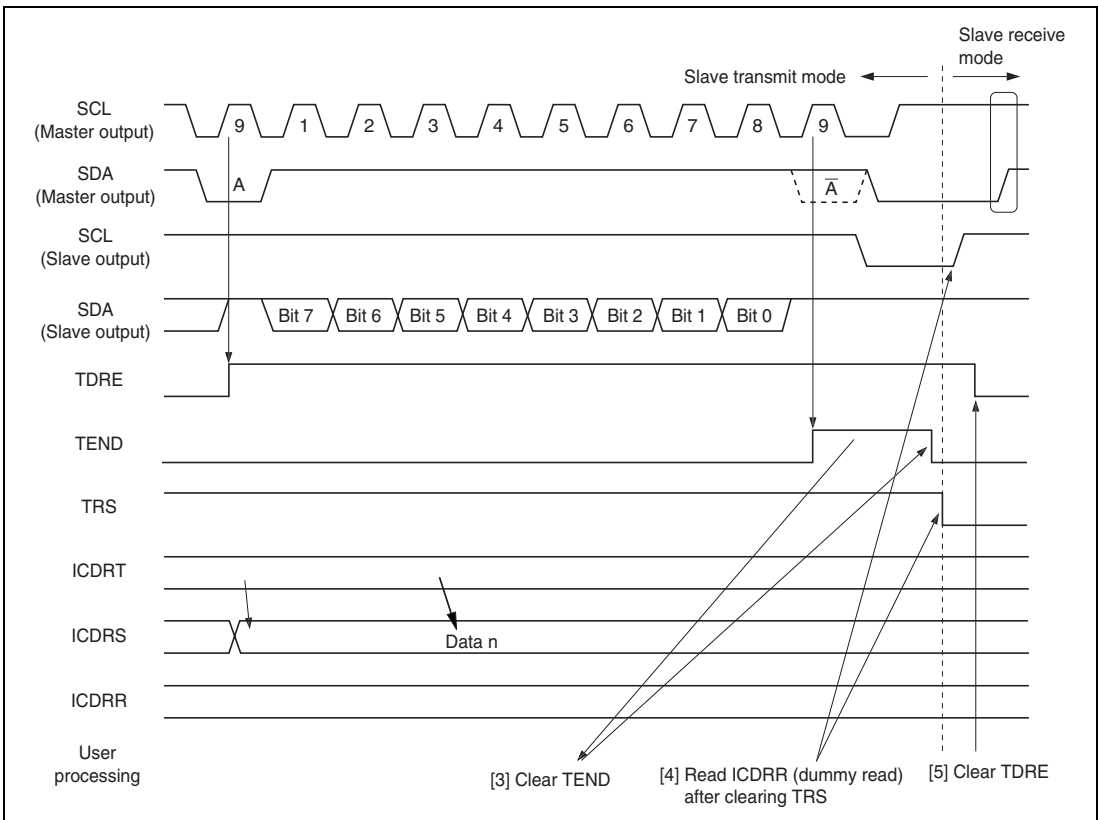 Slave receive
mode
Slave transmit mode
SCL
(Master output)
9 1 2 3 4 5 6 7 8 9
SDA
(Master output)
A A̅
SCL
(Slave output)
SDA
(Slave output)
Bit 7 Bit 6 Bit 5 Bit 4 Bit 3 Bit 2 Bit 1 Bit 0
TDRE
TEND
TRS
ICDRT
ICDRS
Data n
ICDRR
User
processing
[3] Clear TEND
[4] Read ICDRR (dummy read)
after clearing TRS
[5] Clear TDRE